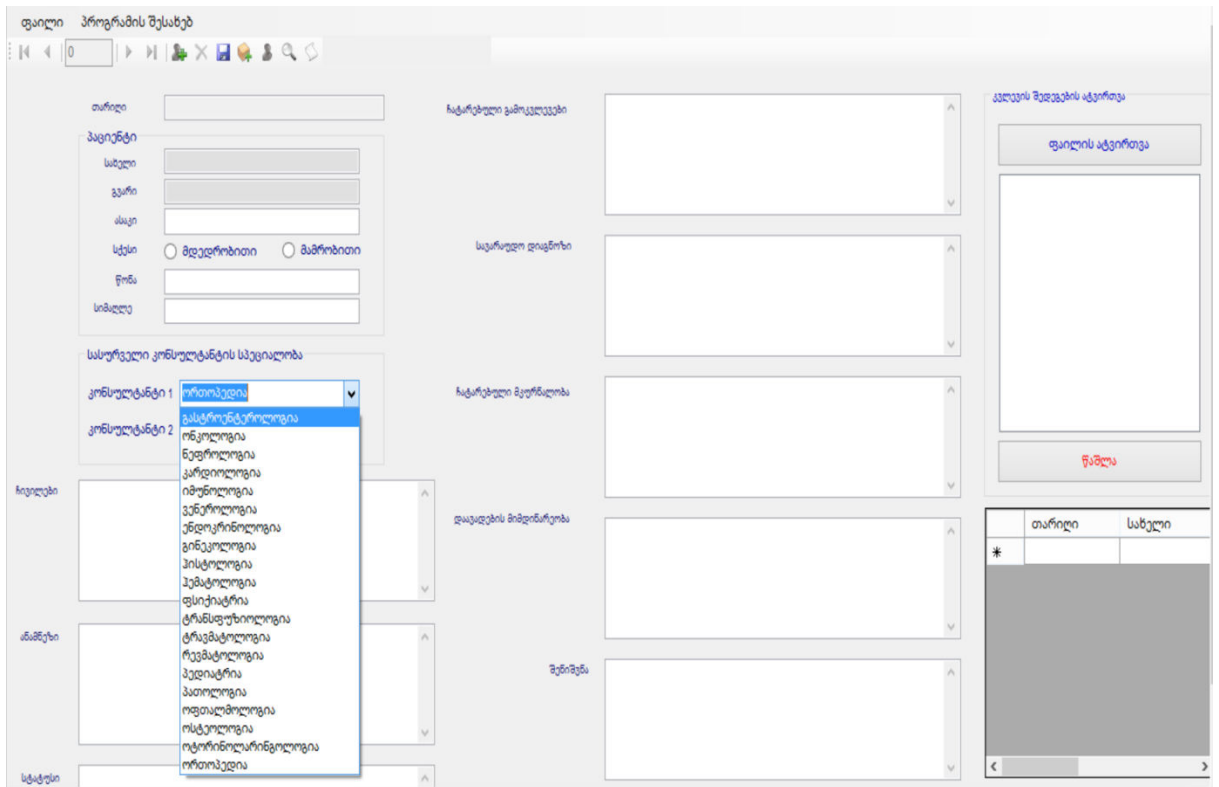 ფაილი პროგრამის შესახებ
0
თარიღი
პაციენტი
სახელი
გვარი
ასაკი
სქესი მდედრობითი მამრობითი
წონა
სიმაღლე
სასურველი კონსულტანტის სპეციალობა
კონსულტანტი 1 ორთოპედია
კონსულტანტი 2
გასტროენტეროლოგია
ონკოლოგია
ნეფროლოგია
კარდიოლოგია
იმუნოლოგია
ვენეროლოგია
ენდოკრინოლოგია
გინეკოლოგია
ჰისტოლოგია
ჰემატოლოგია
ფსიქიატრია
ტრანსფუზიოლოგია
ტრავმატოლოგია
რევმატოლოგია
პედიატრია
პათოლოგია
ოფთალმოლოგია
ოსტეოლოგია
ოტორინოლარინგოლოგია
ორთოპედია
ჩივილები
ანამნეზი
სტატუსი
ჩატარებული გამოკვლევები
სავარაუდო დიაგნოზი
ჩატარებული მკურნალობა
დაავადების მიმდინარეობა
შენიშვნა
კვლევის შედეგების ატვირთვა
ფაილის ატვირთვა
წაშლა
თარიღი სახელი